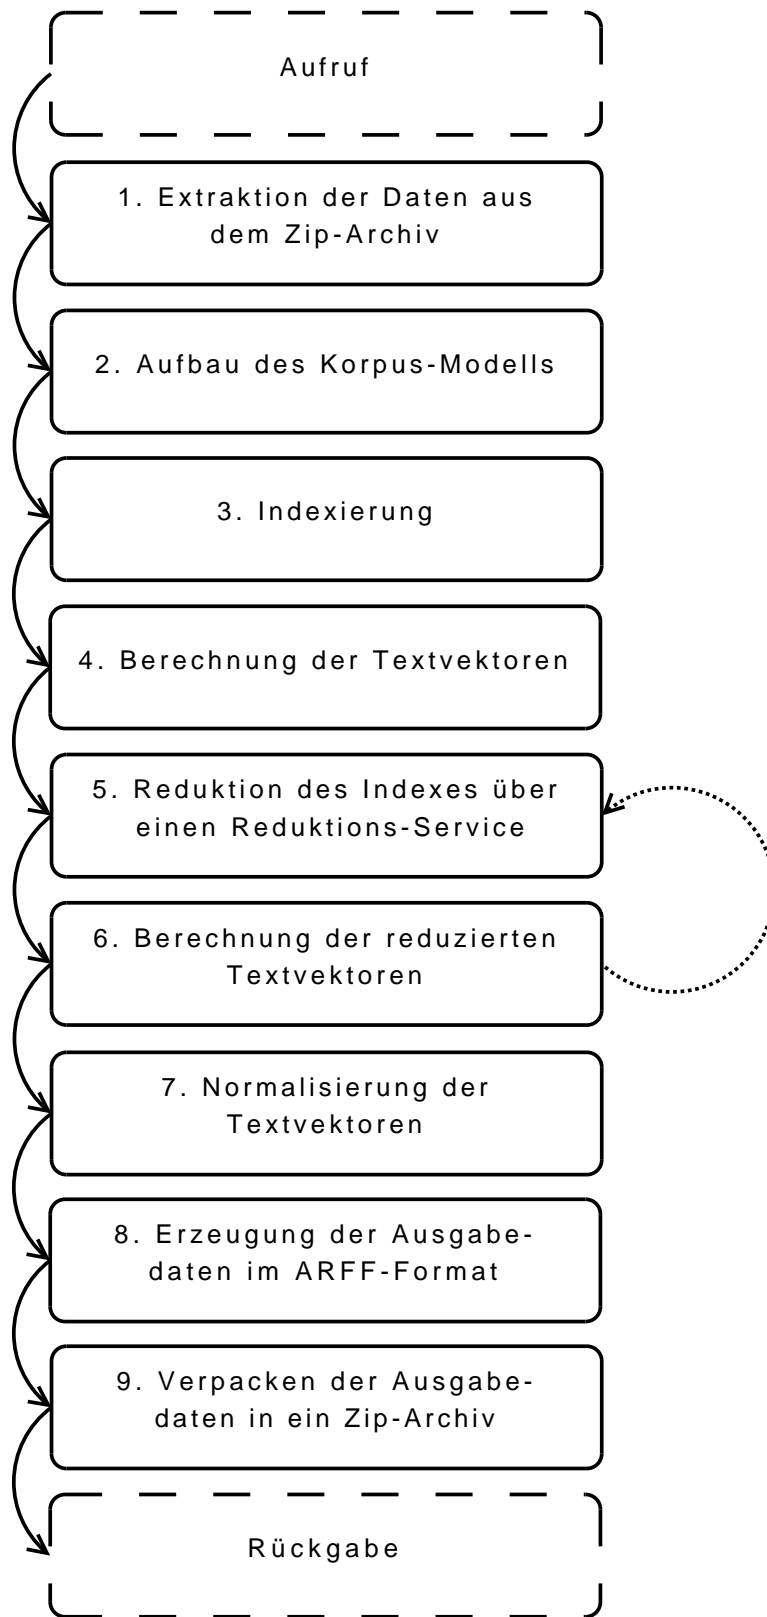 Aufruf
1. Extraktion der Daten aus
dem Zip-Archiv
2. Aufbau des Korpus-Modells
3. Indexierung
4. Berechnung der Textvektoren
5. Reduktion des Indexes über
einen Reduktions-Service
6. Berechnung der reduzierten
Textvektoren
7. Normalisierung der
Textvektoren
8. Erzeugung der Ausgabe-
daten im ARFF-Format
9. Verpacken der Ausgabe-
daten in ein Zip-Archiv
Rückgabe